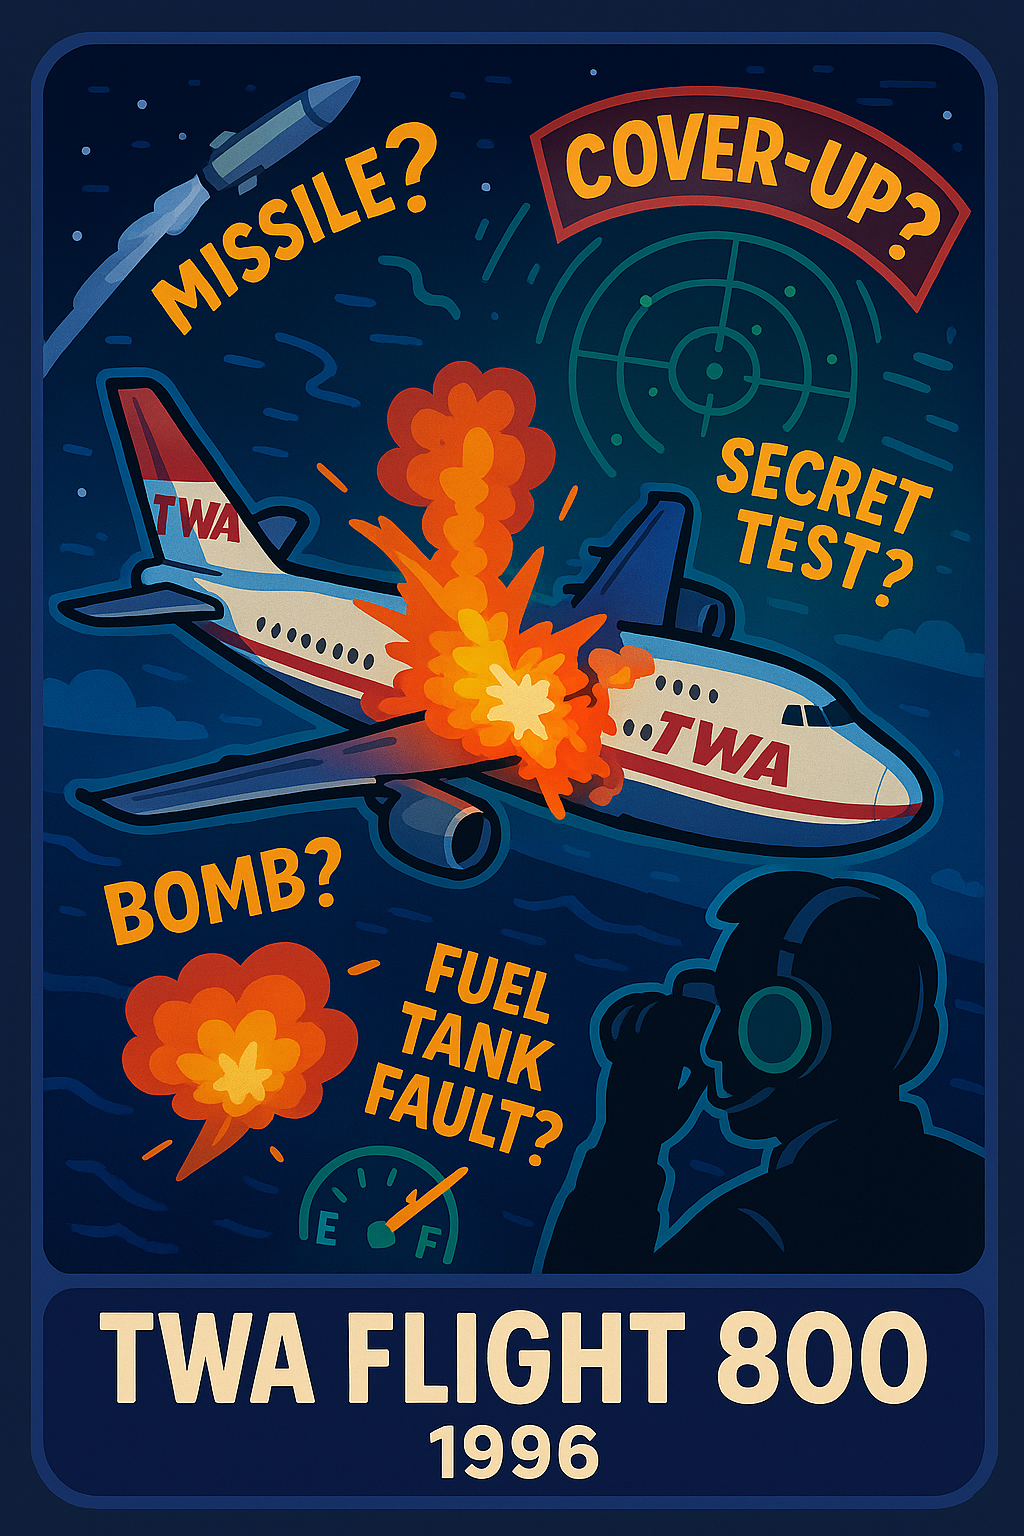 MISSILE?
COVER-UP?
SECRET
TEST?
TWA
TWA
BOMB?
FUEL
TANK
FAULT?
E F
TWA FLIGHT 800
1996